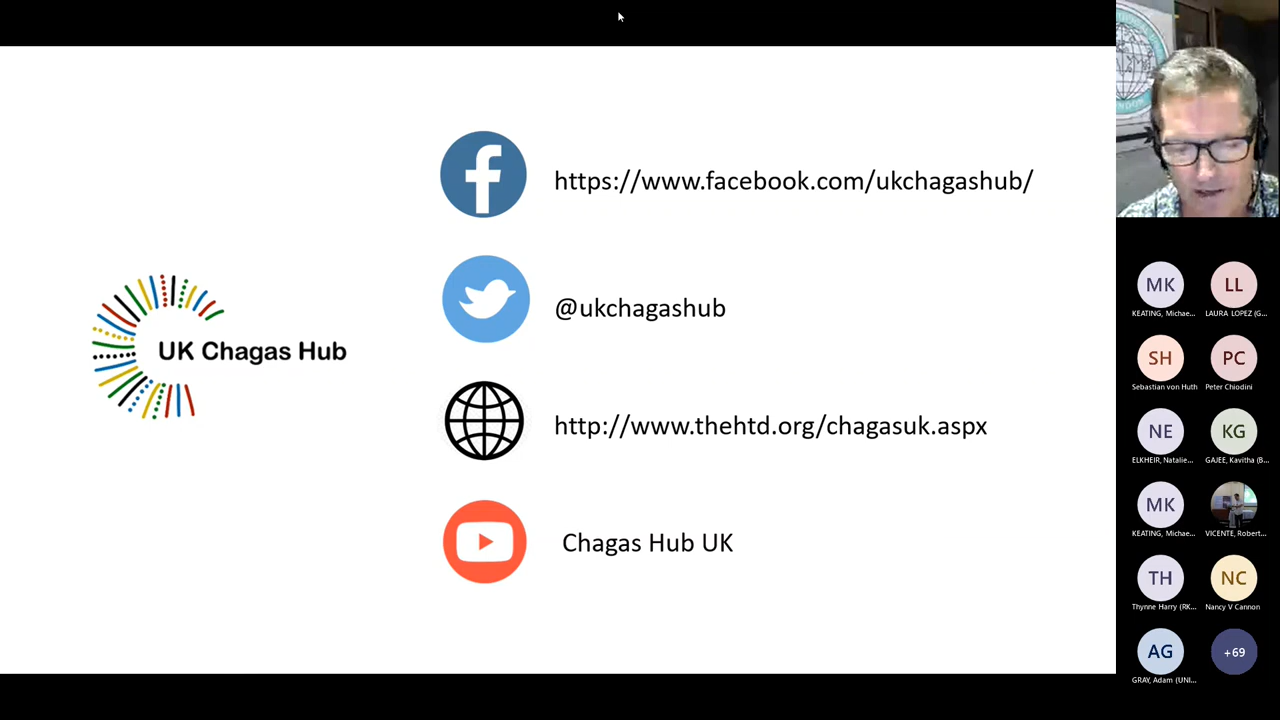 https://www.facebook.com/ukchagashub/
@ukchagashub
UK Chagas Hub
http://www.thehtd.org/chagasuk.aspx
Chagas Hub UK
MK
LL
KEATING, Michae...
LAURA LOPEZ (G...
SH
PC
Sebastian von Huth
Peter Chiodini
NE
KG
ELKHEIR, Natalie...
GAJEE, Kavitha (B...
MK
KEATING, Michae...
VICENTE, Robert...
TH
NC
Thynne Harry (RK...
Nancy V Cannon
AG
+69
GRAY, Adam (UNI...